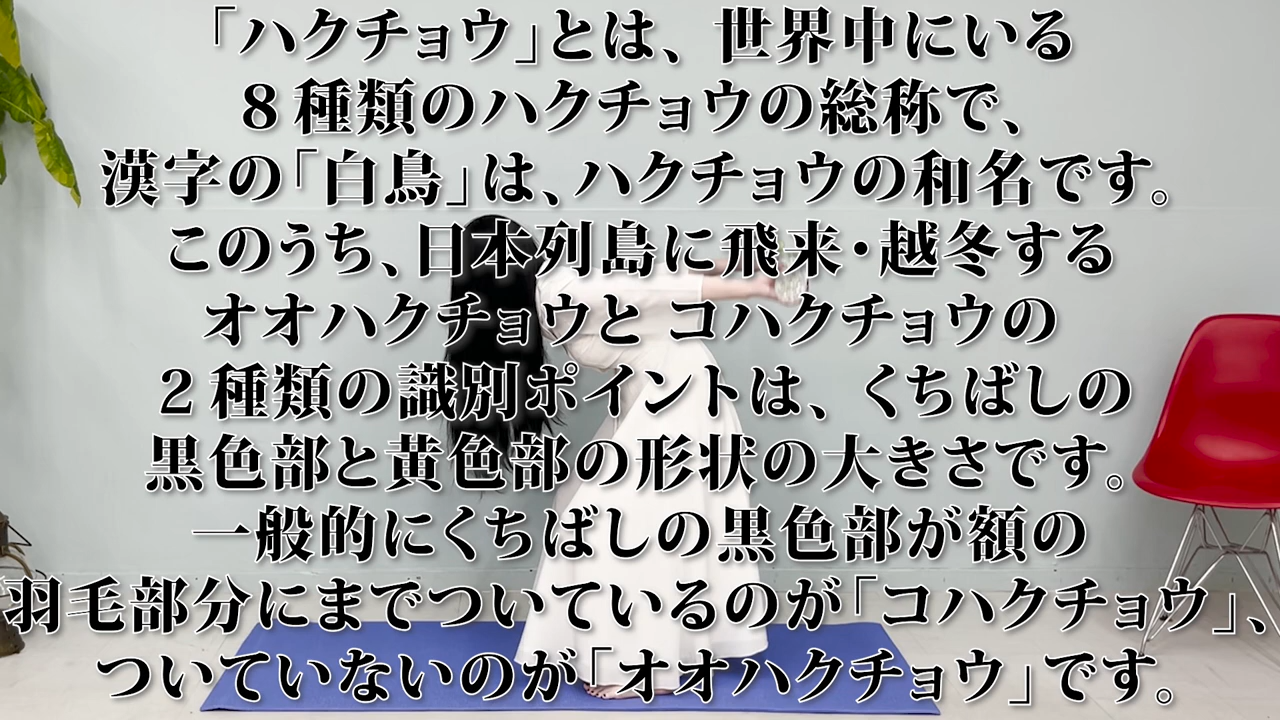 「ハクチョウ」とは、世界中にいる
８種類のハクチョウの総称で、
漢字の「白鳥」は、ハクチョウの和名です。
このうち、日本列島に飛来・越冬する
オオハクチョウと コハクチョウの
２種類の識別ポイントは、くちばしの
黒色部と黄色部の形状の大きさです。
一般的にくちばしの黒色部が額の
羽毛部分にまでついているのが「コハクチョウ」、
ついていないのが「オオハクチョウ」です。